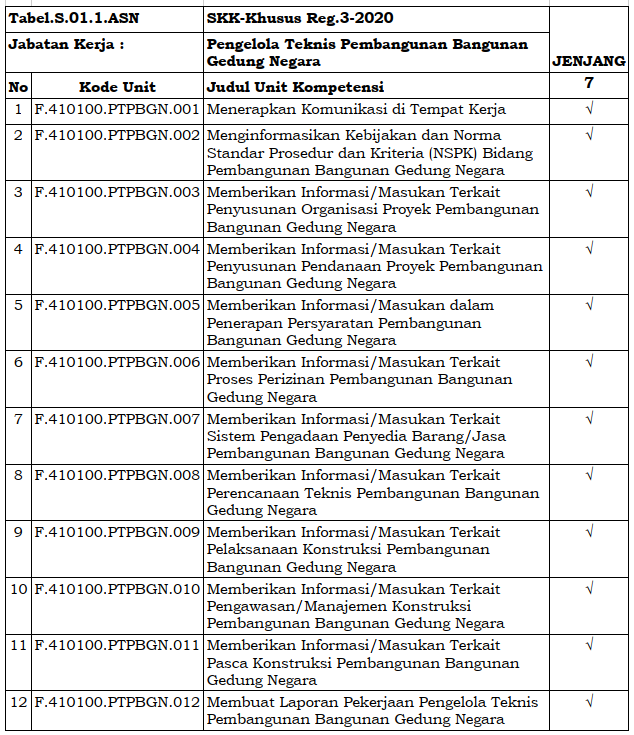 Tabel.S.01.1.ASN SKK-Khusus Reg.3-2020
Jabatan Kerja : Pengelola Teknis Pembangunan Bangunan
Gedung Negara
JENJANG
No Kode Unit Judul Unit Kompetensi 7
1 F.410100.PTPBGN.001 Menerapkan Komunikasi di Tempat Kerja √
2 F.410100.PTPBGN.002 Menginformasikan Kebijakan dan Norma √
Standar Prosedur dan Kriteria (NSPK) Bidang
Pembangunan Bangunan Gedung Negara
3 F.410100.PTPBGN.003 Memberikan Informasi/Masukan Terkait √
Penyusunan Organisasi Proyek Pembangunan
Bangunan Gedung Negara
4 F.410100.PTPBGN.004 Memberikan Informasi/Masukan Terkait √
Penyusunan Pendanaan Proyek Pembangunan
Bangunan Gedung Negara
5 F.410100.PTPBGN.005 Memberikan Informasi/Masukan dalam √
Penerapan Persyaratan Pembangunan
Bangunan Gedung Negara
6 F.410100.PTPBGN.006 Memberikan Informasi/Masukan Terkait √
Proses Perizinan Pembangunan Bangunan
Gedung Negara
7 F.410100.PTPBGN.007 Memberikan Informasi/Masukan Terkait √
Sistem Pengadaan Penyedia Barang/Jasa
Pembangunan Bangunan Gedung Negara
8 F.410100.PTPBGN.008 Memberikan Informasi/Masukan Terkait √
Perencanaan Teknis Pembangunan Bangunan
Gedung Negara
9 F.410100.PTPBGN.009 Memberikan Informasi/Masukan Terkait √
Pelaksanaan Konstruksi Pembangunan
Bangunan Gedung Negara
10 F.410100.PTPBGN.010 Memberikan Informasi/Masukan Terkait √
Pengawasan/Manajemen Konstruksi
Pembangunan Bangunan Gedung Negara
11 F.410100.PTPBGN.011 Memberikan Informasi/Masukan Terkait √
Pasca Konstruksi Pembangunan Bangunan
Gedung Negara
12 F.410100.PTPBGN.012 Membuat Laporan Pekerjaan Pengelola Teknis √
Pembangunan Bangunan Gedung Negara